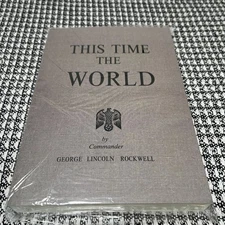 THIS TIME
THE
WORLD
by
Commander
GEORGE LINCOLN ROCKWELL